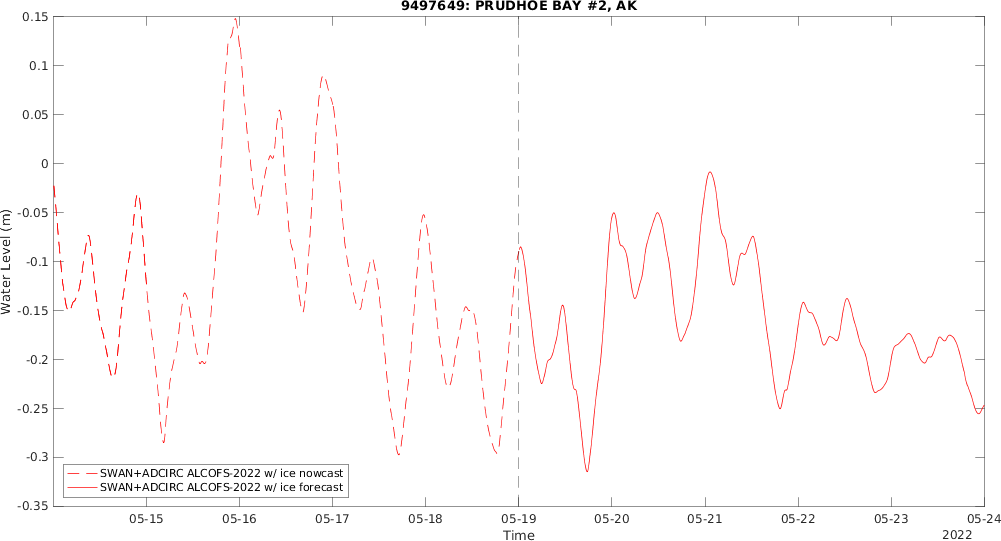 9497649: PRUDHOE BAY #2, AK
0.15
0.1
0.05
0
-0.05
-0.1
-0.15
-0.2
-0.25
-0.3
-0.35
Water Level (m)
SWAN+ADCIRC ALCOFS-2022 w/ ice nowcast
SWAN+ADCIRC ALCOFS-2022 w/ ice forecast
05-15 05-16 05-17 05-18 05-19 05-20 05-21 05-22 05-23 05-24
Time
2022